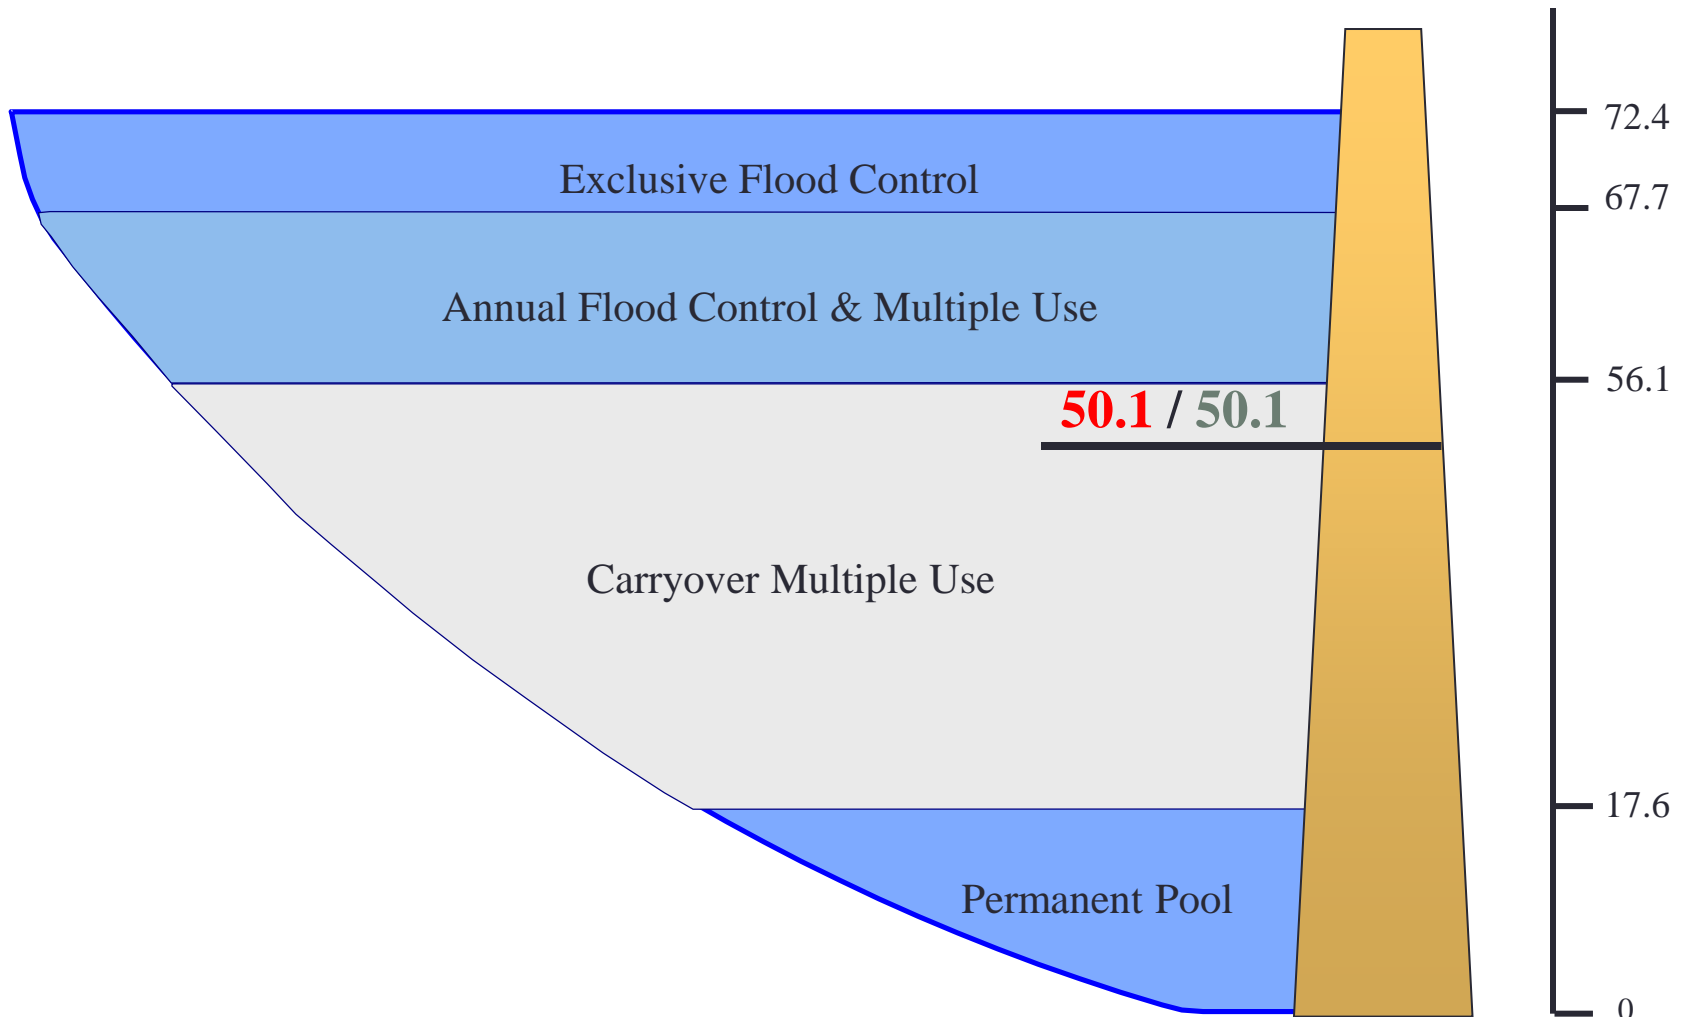 72.4
Exclusive Flood Control
67.7
Annual Flood Control & Multiple Use
56.1
50.1 / 50.1
Carryover Multiple Use
17.6
Permanent Pool
0